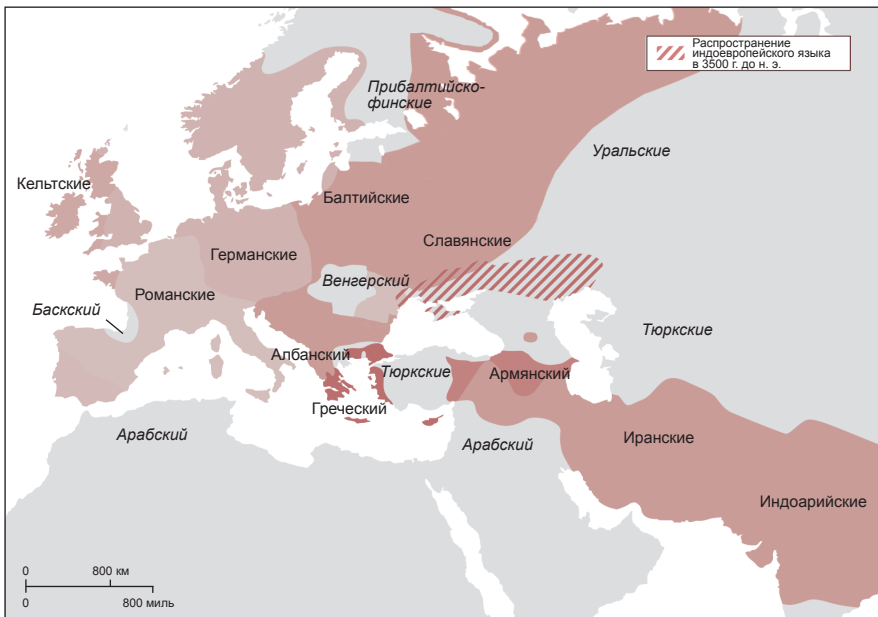 Распространение
индоевропейского языка
в 3500 г. до н. э.
Прибалтийско-
финские
Уральские
Кельтские
Балтийские
Славянские
Германские
Венгерский
Романские
Баскский
Тюркские
Албанский
Тюркские
Армянский
Греческий
Арабский
Арабский
Иранские
Индоарийские
0 800 км
0 800 миль